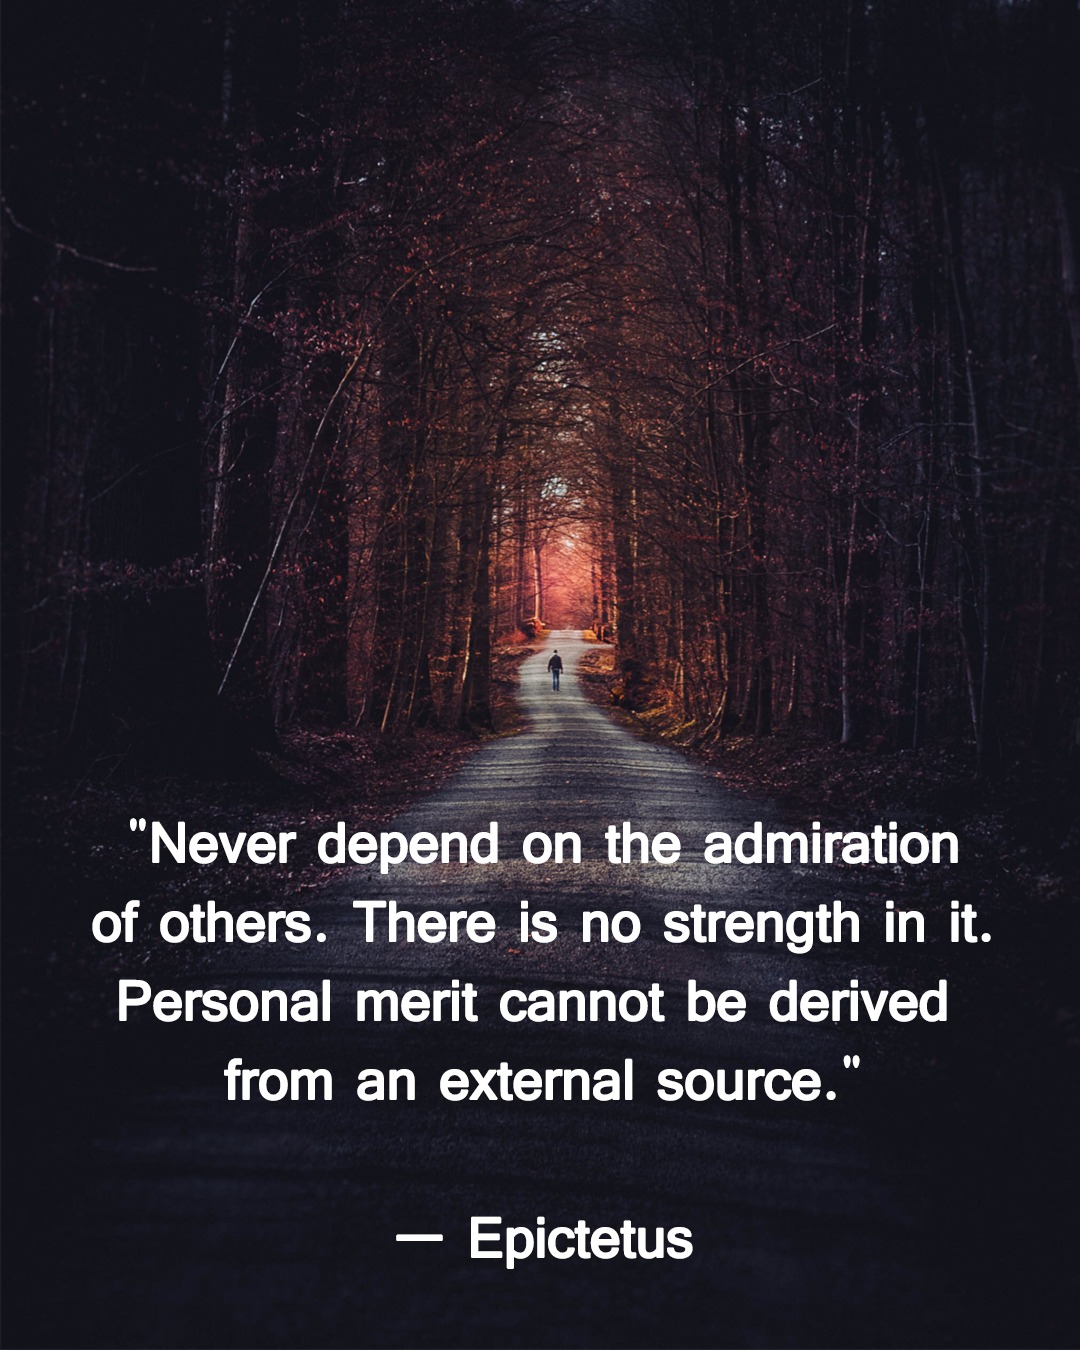 "Never depend on the admiration
of others. There is no strength in it.
Personal merit cannot be derived
from an external source."
— Epictetus